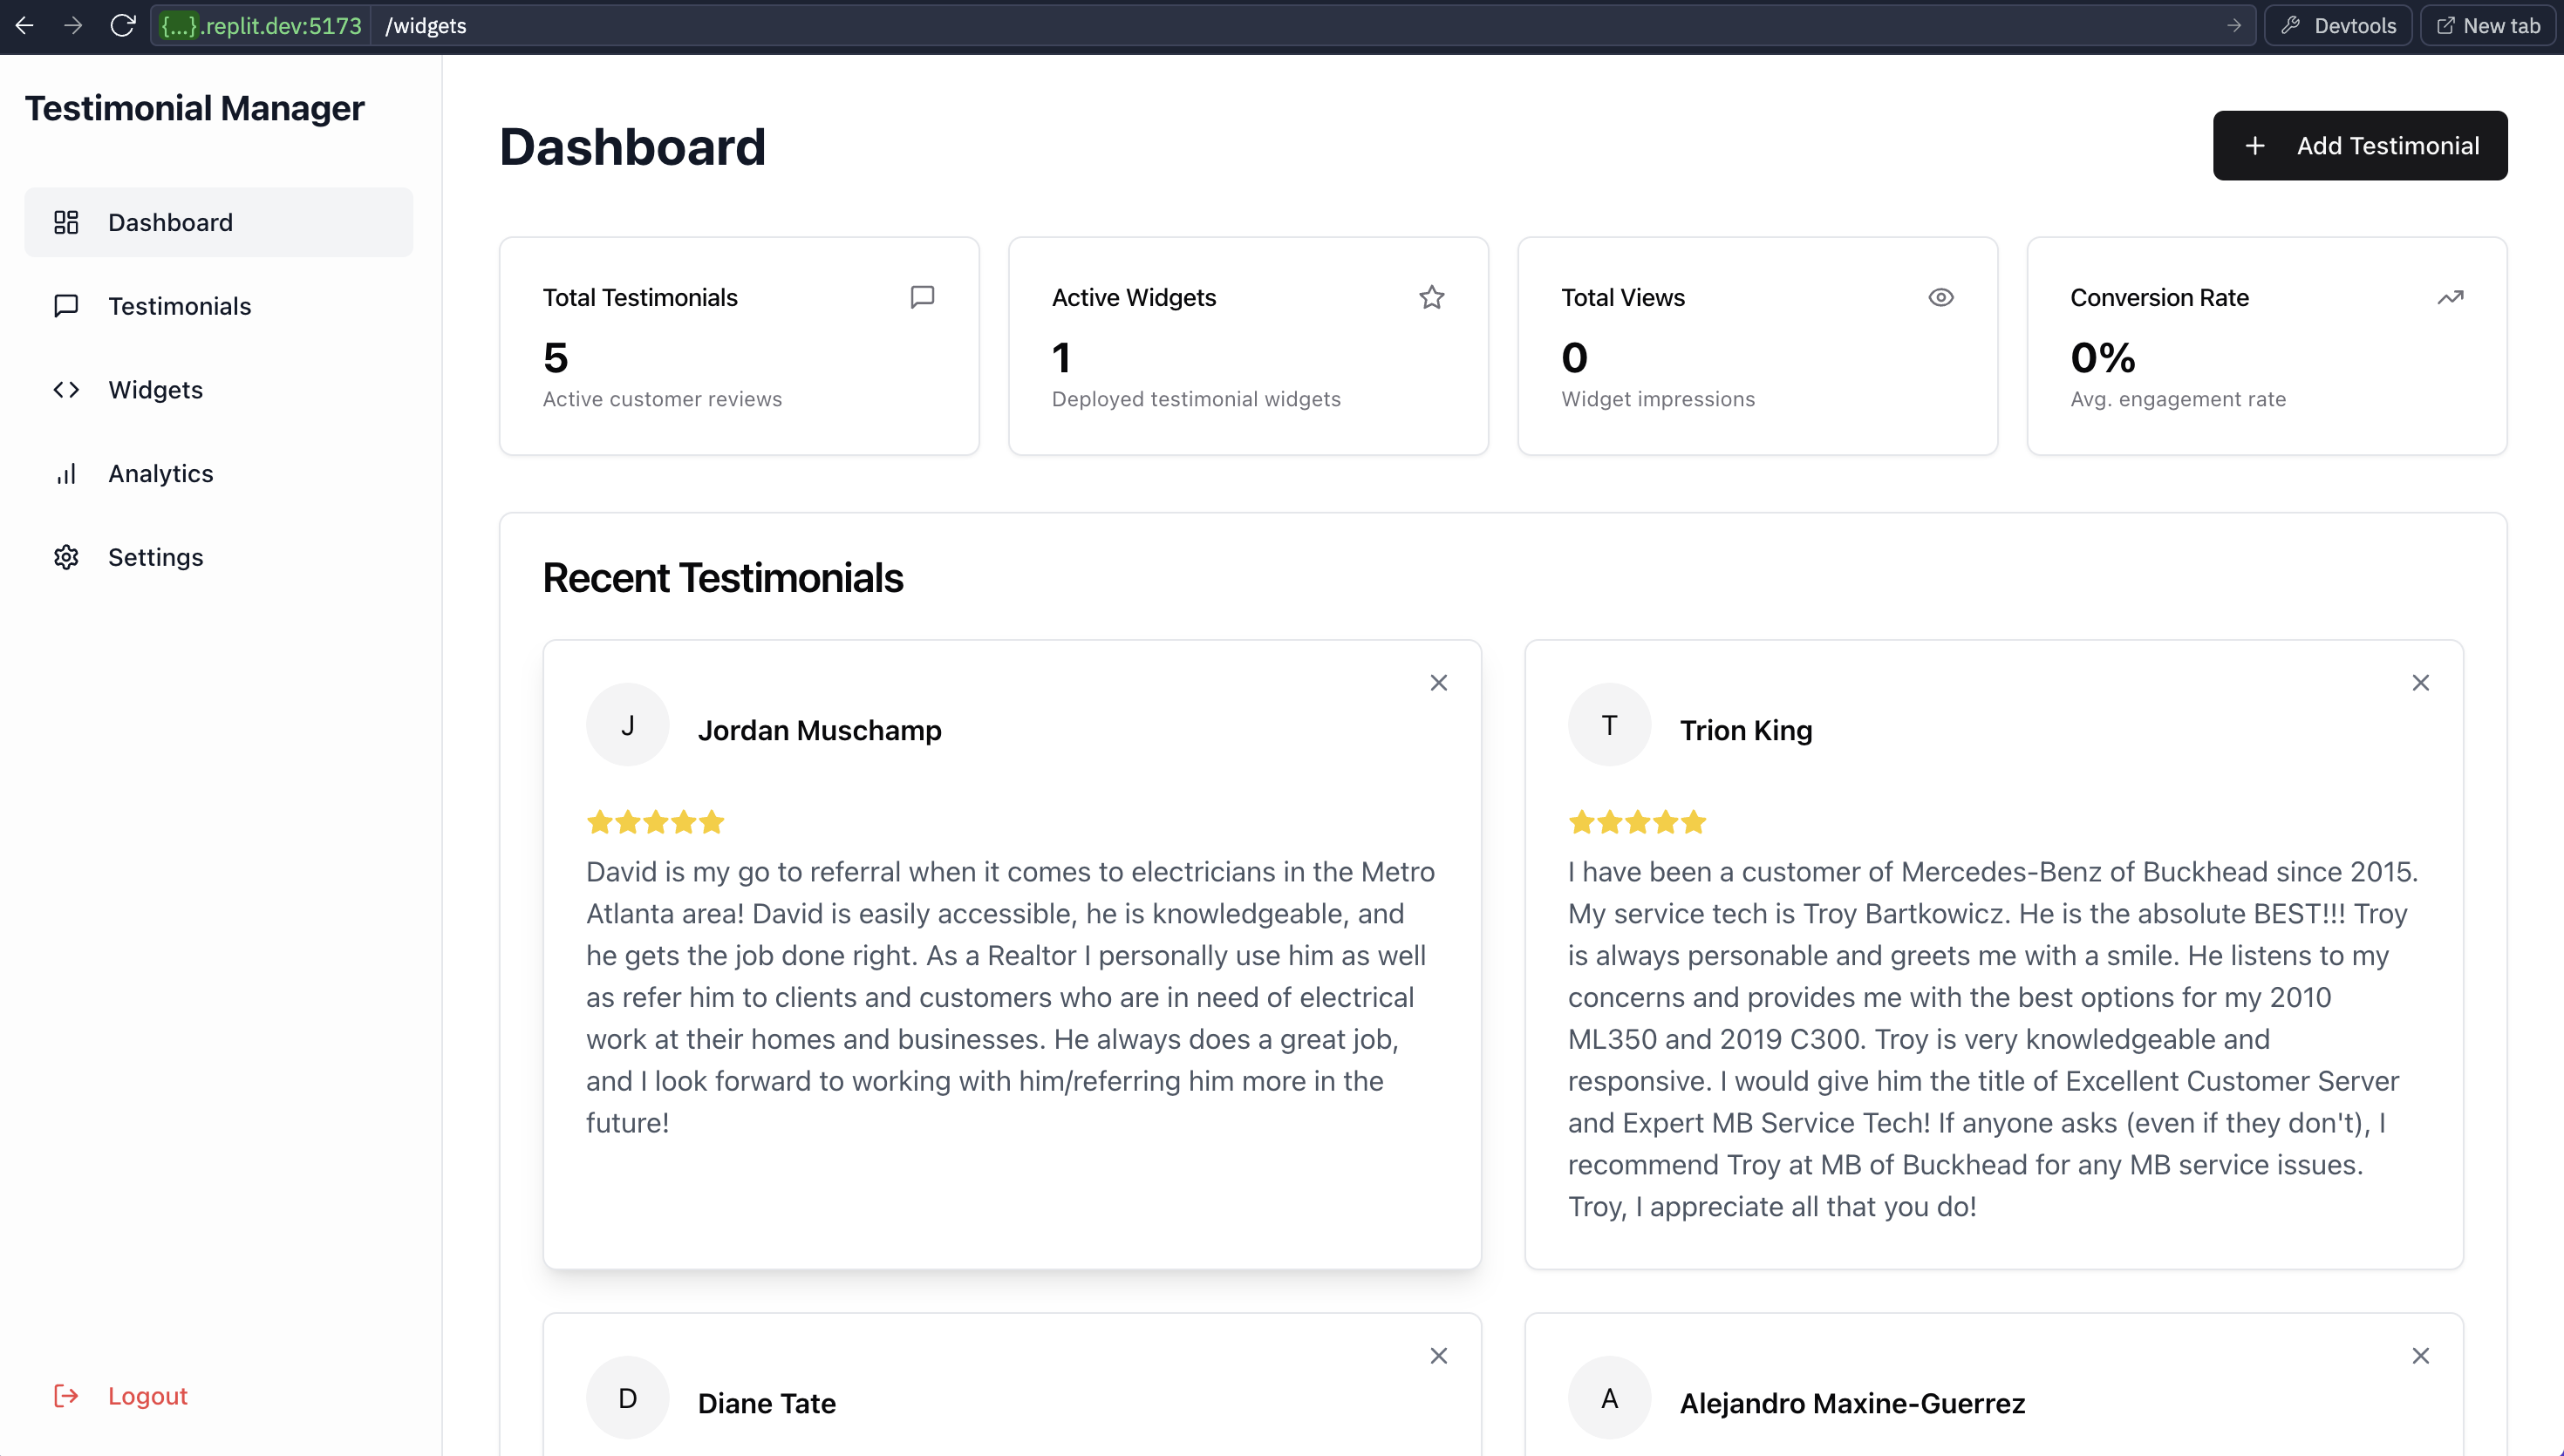 {...}.replit.dev:5173 /widgets Devtools New tab
Testimonial Manager
Dashboard
Testimonials
Widgets
Analytics
Settings
Logout
Dashboard
Add Testimonial
Total Testimonials
5
Active customer reviews
Active Widgets
1
Deployed testimonial widgets
Total Views
0
Widget impressions
Conversion Rate
0%
Avg. engagement rate
Recent Testimonials
J
Jordan Muschamp
David is my go to referral when it comes to electricians in the Metro
Atlanta area! David is easily accessible, he is knowledgeable, and
he gets the job done right. As a Realtor I personally use him as well
as refer him to clients and customers who are in need of electrical
work at their homes and businesses. He always does a great job,
and I look forward to working with him/referring him more in the
future!
T
Trion King
I have been a customer of Mercedes-Benz of Buckhead since 2015.
My service tech is Troy Bartkowicz. He is the absolute BEST!!! Troy
is always personable and greets me with a smile. He listens to my
concerns and provides me with the best options for my 2010
ML350 and 2019 C300. Troy is very knowledgeable and
responsive. I would give him the title of Excellent Customer Server
and Expert MB Service Tech! If anyone asks (even if they don't), I
recommend Troy at MB of Buckhead for any MB service issues.
Troy, I appreciate all that you do!
D
Diane Tate
A
Alejandro Maxine-Guerrez